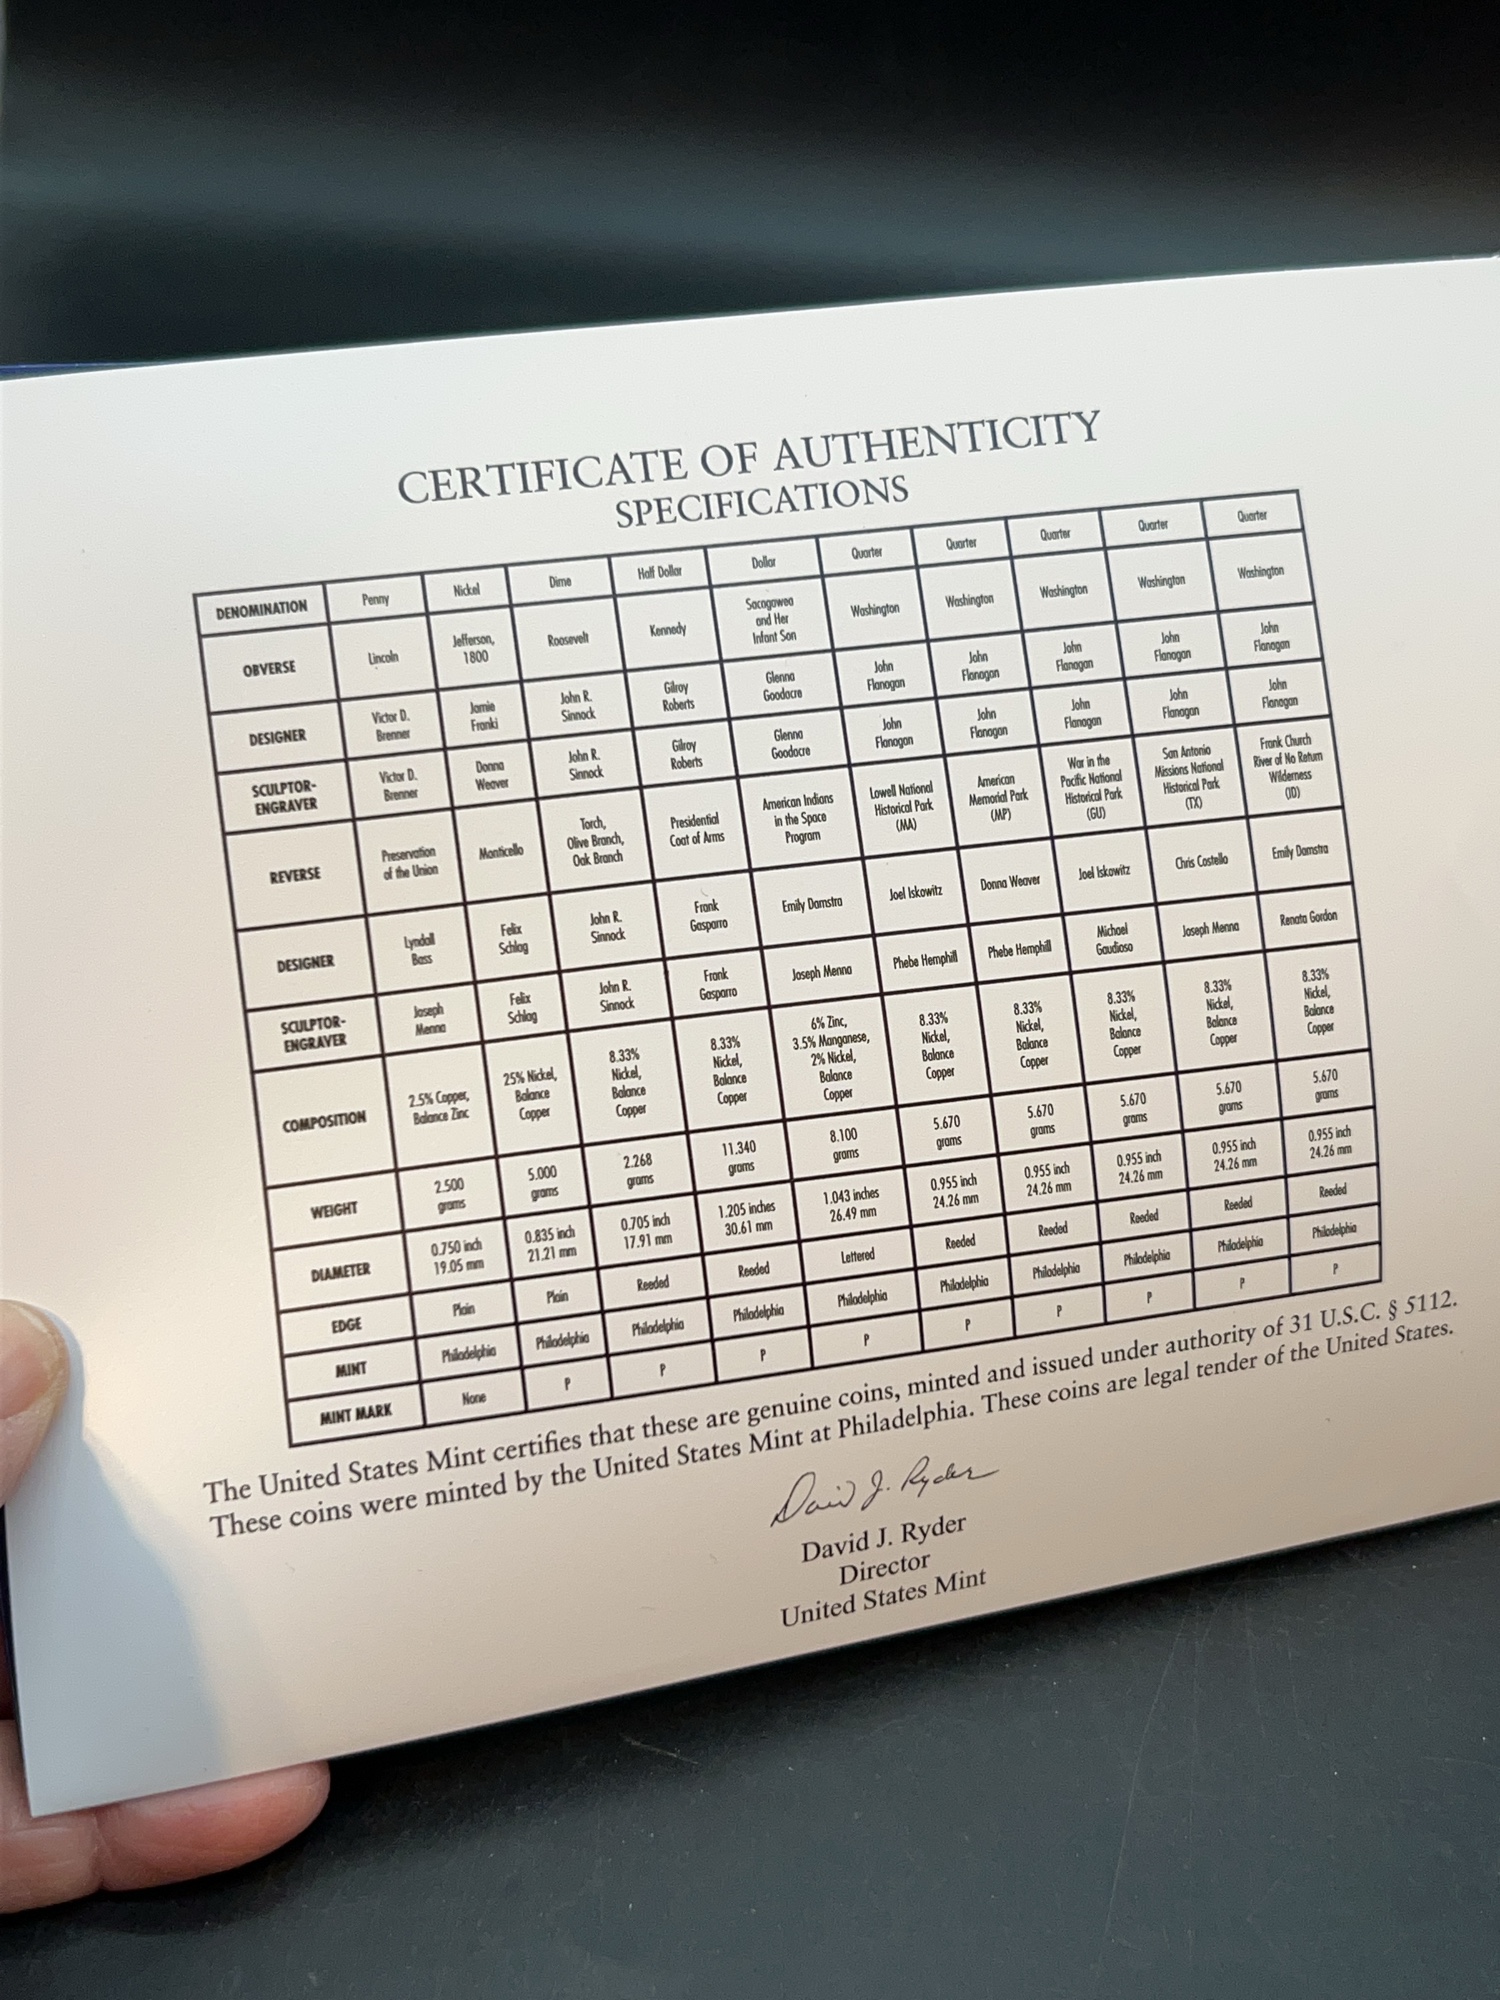 CERTIFICATE OF AUTHENTICITY
SPECIFICATIONS
DENOMINATION Penny Nickel Dime Half Dollar Dollar Quarter Quarter Quarter Quarter Quarter
OBVERSE Lincoln Jefferson, 1800 Roosevelt Kennedy Sacagawea and Her Infant Son Washington Washington Washington Washington Washington
DESIGNER Victor D. Brenner Jamie Franki John R. Sinnock Gilroy Roberts Glenna Goodacre John Flanagan John Flanagan John Flanagan John Flanagan John Flanagan
SCULPTOR-ENGRAVER Victor D. Brenner Donna Weaver John R. Sinnock Gilroy Roberts Glenna Goodacre John Flanagan John Flanagan John Flanagan John Flanagan John Flanagan
REVERSE Preservation of the Union Monticello Torch, Olive Branch, Oak Branch Presidential Coat of Arms American Indians in the Space Program Lowell National Historical Park (MA) American Memorial Park (MP) War in the Pacific National Historical Park (GU) San Antonio Missions National Historical Park (TX) Frank Church River of No Return Wilderness (ID)
DESIGNER Lyndall Bass Felix Schlag John R. Sinnock Frank Gasparro Emily Damstra Joel Iskowitz Donna Weaver Joel Iskowitz Chris Costello Emily Damstra
SCULPTOR-ENGRAVER Joseph Menna Felix Schlag John R. Sinnock Frank Gasparro Joseph Menna Phebe Hemphill Phebe Hemphill Michael Gaudioso Joseph Menna Renata Gordon
COMPOSITION 2.5% Copper, Balance Zinc 25% Nickel, Balance Copper 8.33% Nickel, Balance Copper 8.33% Nickel, Balance Copper 6% Zinc, 3.5% Manganese, 2% Nickel, Balance Copper 8.33% Nickel, Balance Copper 8.33% Nickel, Balance Copper 8.33% Nickel, Balance Copper 8.33% Nickel, Balance Copper 8.33% Nickel, Balance Copper
WEIGHT 2.500 grams 5.000 grams 2.268 grams 11.340 grams 8.100 grams 5.670 grams 5.670 grams 5.670 grams 5.670 grams 5.670 grams
DIAMETER 0.750 inch 19.05 mm 0.835 inch 21.21 mm 0.705 inch 17.91 mm 1.205 inches 30.61 mm 1.043 inches 26.49 mm 0.955 inch 24.26 mm 0.955 inch 24.26 mm 0.955 inch 24.26 mm 0.955 inch 24.26 mm 0.955 inch 24.26 mm
EDGE Plain Plain Reeded Reeded Lettered Reeded Reeded Reeded Reeded Reeded
MINT Philadelphia Philadelphia Philadelphia Philadelphia Philadelphia Philadelphia Philadelphia Philadelphia Philadelphia Philadelphia
MINT MARK None P P P P P P P P P
The United States Mint certifies that these are genuine coins, minted and issued under authority of 31 U.S.C. § 5112.
These coins were minted by the United States Mint at Philadelphia. These coins are legal tender of the United States.
David J. Ryder
David J. Ryder
Director
United States Mint